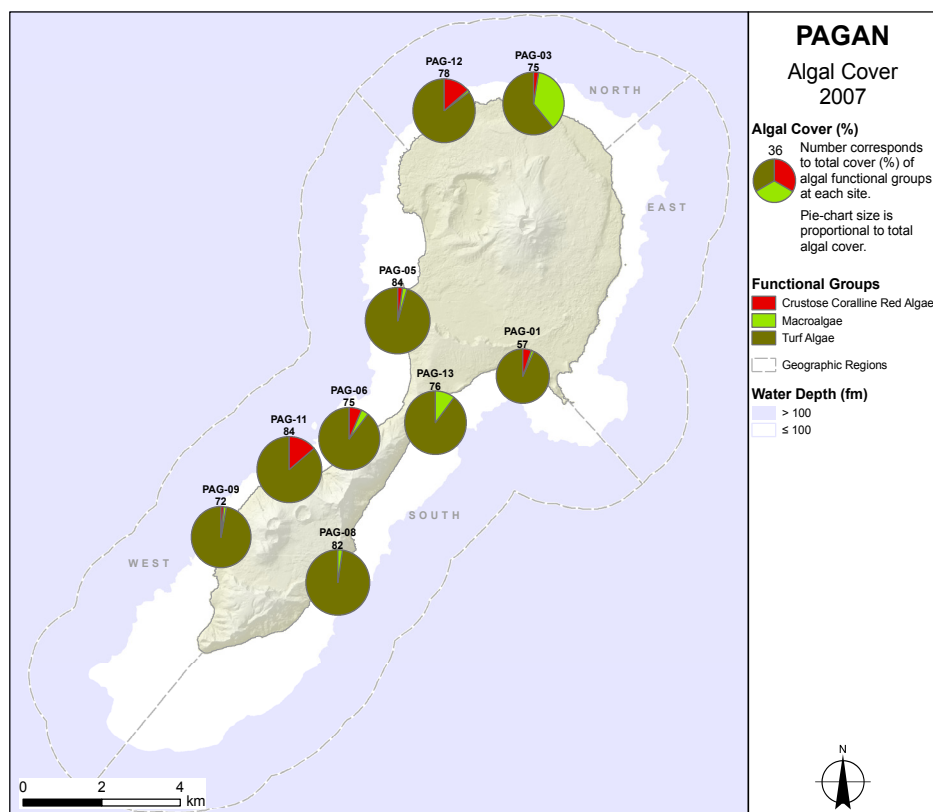 PAG-12
78
PAG-03
75
NORTH
EAST
PAG-05
84
PAG-01
57
PAG-13
76
PAG-06
75
PAG-11
84
PAG-09
72
SOUTH
PAG-08
82
WEST
0 2 4
km
PAGAN
Algal Cover
2007
Algal Cover (%)
36
Number corresponds
to total cover (%) of
algal functional groups
at each site.
Pie-chart size is
proportional to total
algal cover.
Functional Groups
Crustose Coralline Red Algae
Macroalgae
Turf Algae
Geographic Regions
Water Depth (fm)
> 100
≤ 100
N